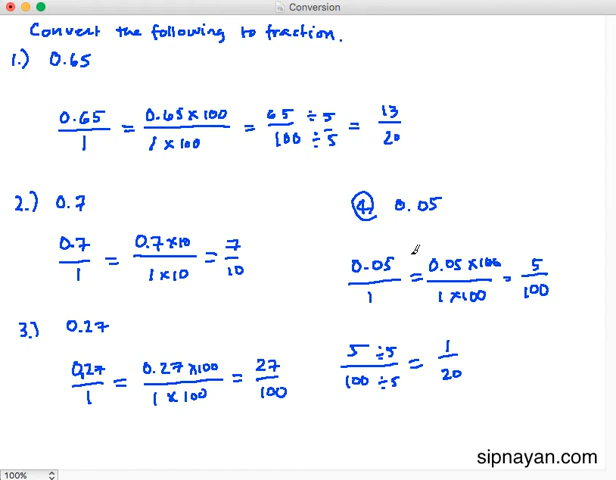 Conversion
Convert the following to fraction.
1.) 0.65
0.65/1 = 0.65 × 100/1 × 100 = 65 ÷ 5/100 ÷ 5 = 13/20
2.) 0.7
0.7/1 = 0.7 × 10/1 × 10 = 7/10
3.) 0.27
0.27/1 = 0.27 × 100/1 × 100 = 27/100
4. 0.05
0.05/1 = 0.05 × 100/1 × 100 = 5/100
5 ÷ 5/100 ÷ 5 = 1/20
sipnayan.com
100%